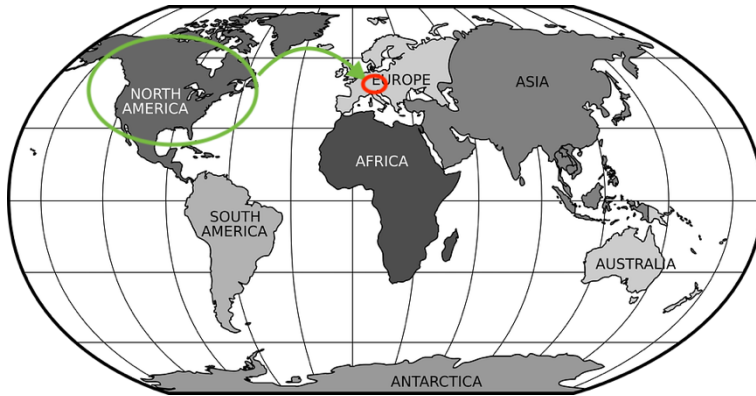 NORTH
AMERICA
EUROPE
ASIA
AFRICA
SOUTH
AMERICA
AUSTRALIA
ANTARCTICA